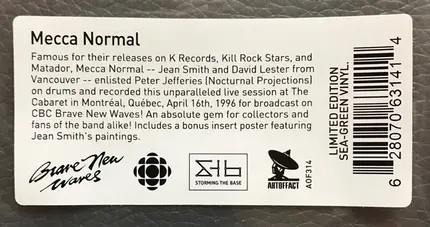 Mecca Normal
Famous for their releases on K Records, Kill Rock Stars, and
Matador, Mecca Normal -- Jean Smith and David Lester from
Vancouver -- enlisted Peter Jefferies (Nocturnal Projections)
on drums and recorded this unparalleled live session at The
Cabaret in Montréal, Québec, April 16th, 1996 for broadcast on
CBC Brave New Waves! An absolute gem for collectors and
fans of the band alike! Includes a bonus insert poster featuring
Jean Smith's paintings.
Brave New
Waves
STORMING THE BASE
ARTOFFACT
AOF314
LIMITED EDITION
SEA-GREEN VINYL.
6 28070 63141 4